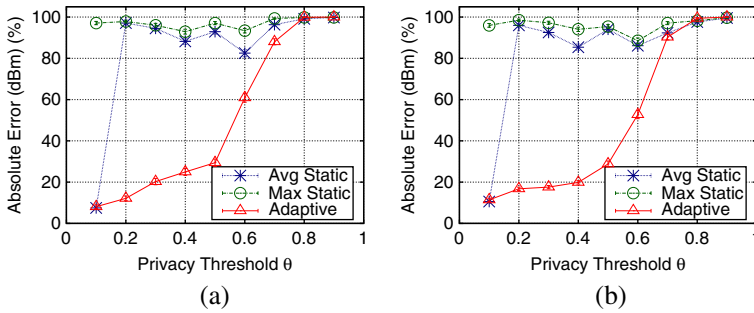 Absolute Error (dBm) (%)
100
80
60
40
20
0
0
0.2
0.4
0.6
0.8
1
Privacy Threshold θ
Avg Static
Max Static
Adaptive
(a)
Absolute Error (dBm) (%)
100
80
60
40
20
0
0
0.2
0.4
0.6
0.8
1
Privacy Threshold θ
Avg Static
Max Static
Adaptive
(b)